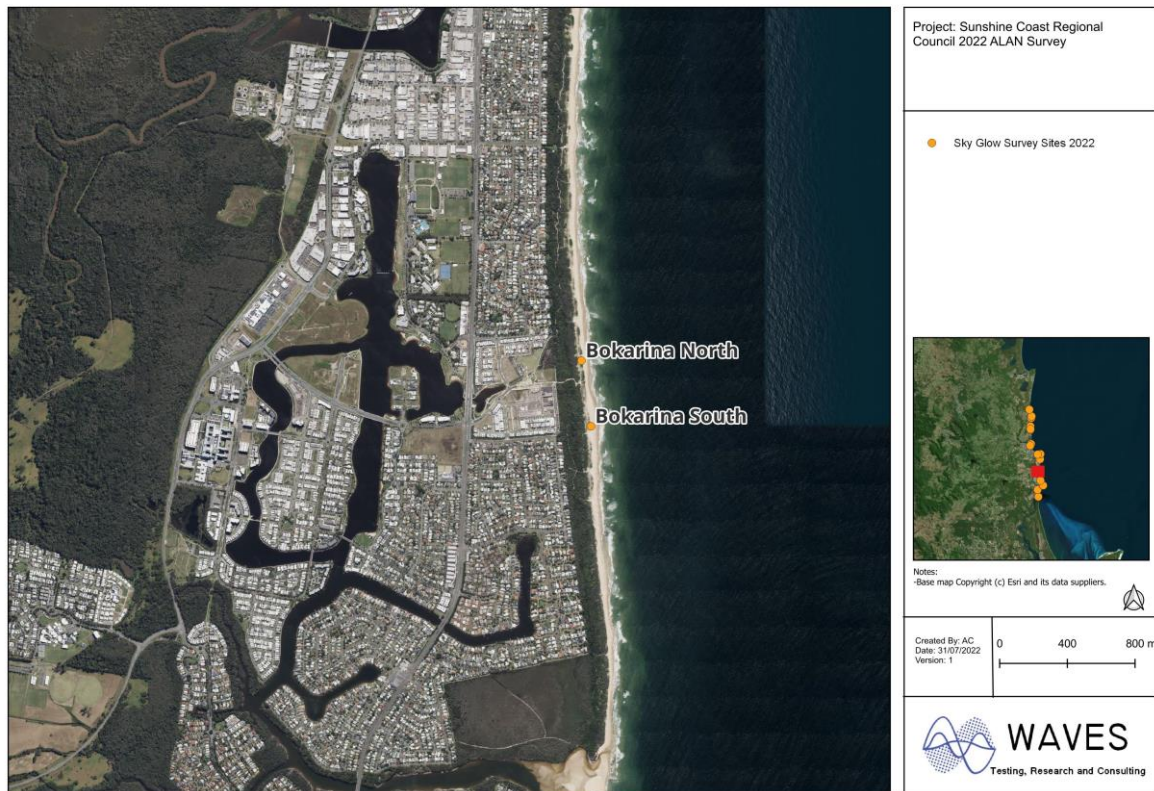 Project: Sunshine Coast Regional
Council 2022 ALAN Survey
Sky Glow Survey Sites 2022
Bokarina North
Bokarina South
Notes:
-Base map Copyright (c) Esri and its data suppliers.
Created By: AC
Date: 31/07/2022
Version: 1
0 400 800 m
WAVES
Testing, Research and Consulting